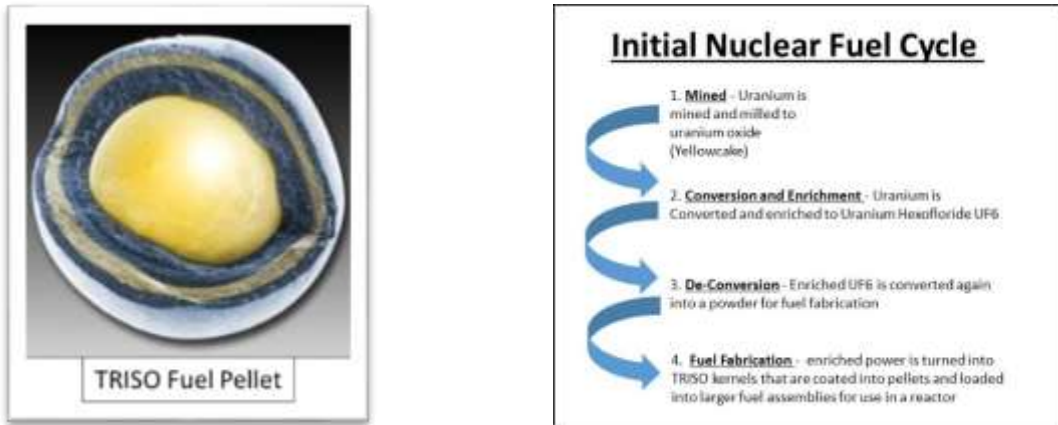 TRISO Fuel Pellet
Initial Nuclear Fuel Cycle
1. Mined - Uranium is
mined and milled to
uranium oxide
(Yellowcake)
2. Conversion and Enrichment - Uranium is
Converted and enriched to Uranium Hexofloride UF6
3. De-Conversion - Enriched UF6 is converted again
into a powder for fuel fabrication
4. Fuel Fabrication - enriched power is turned into
TRISO kernels that are coated into pellets and loaded
into larger fuel assemblies for use in a reactor